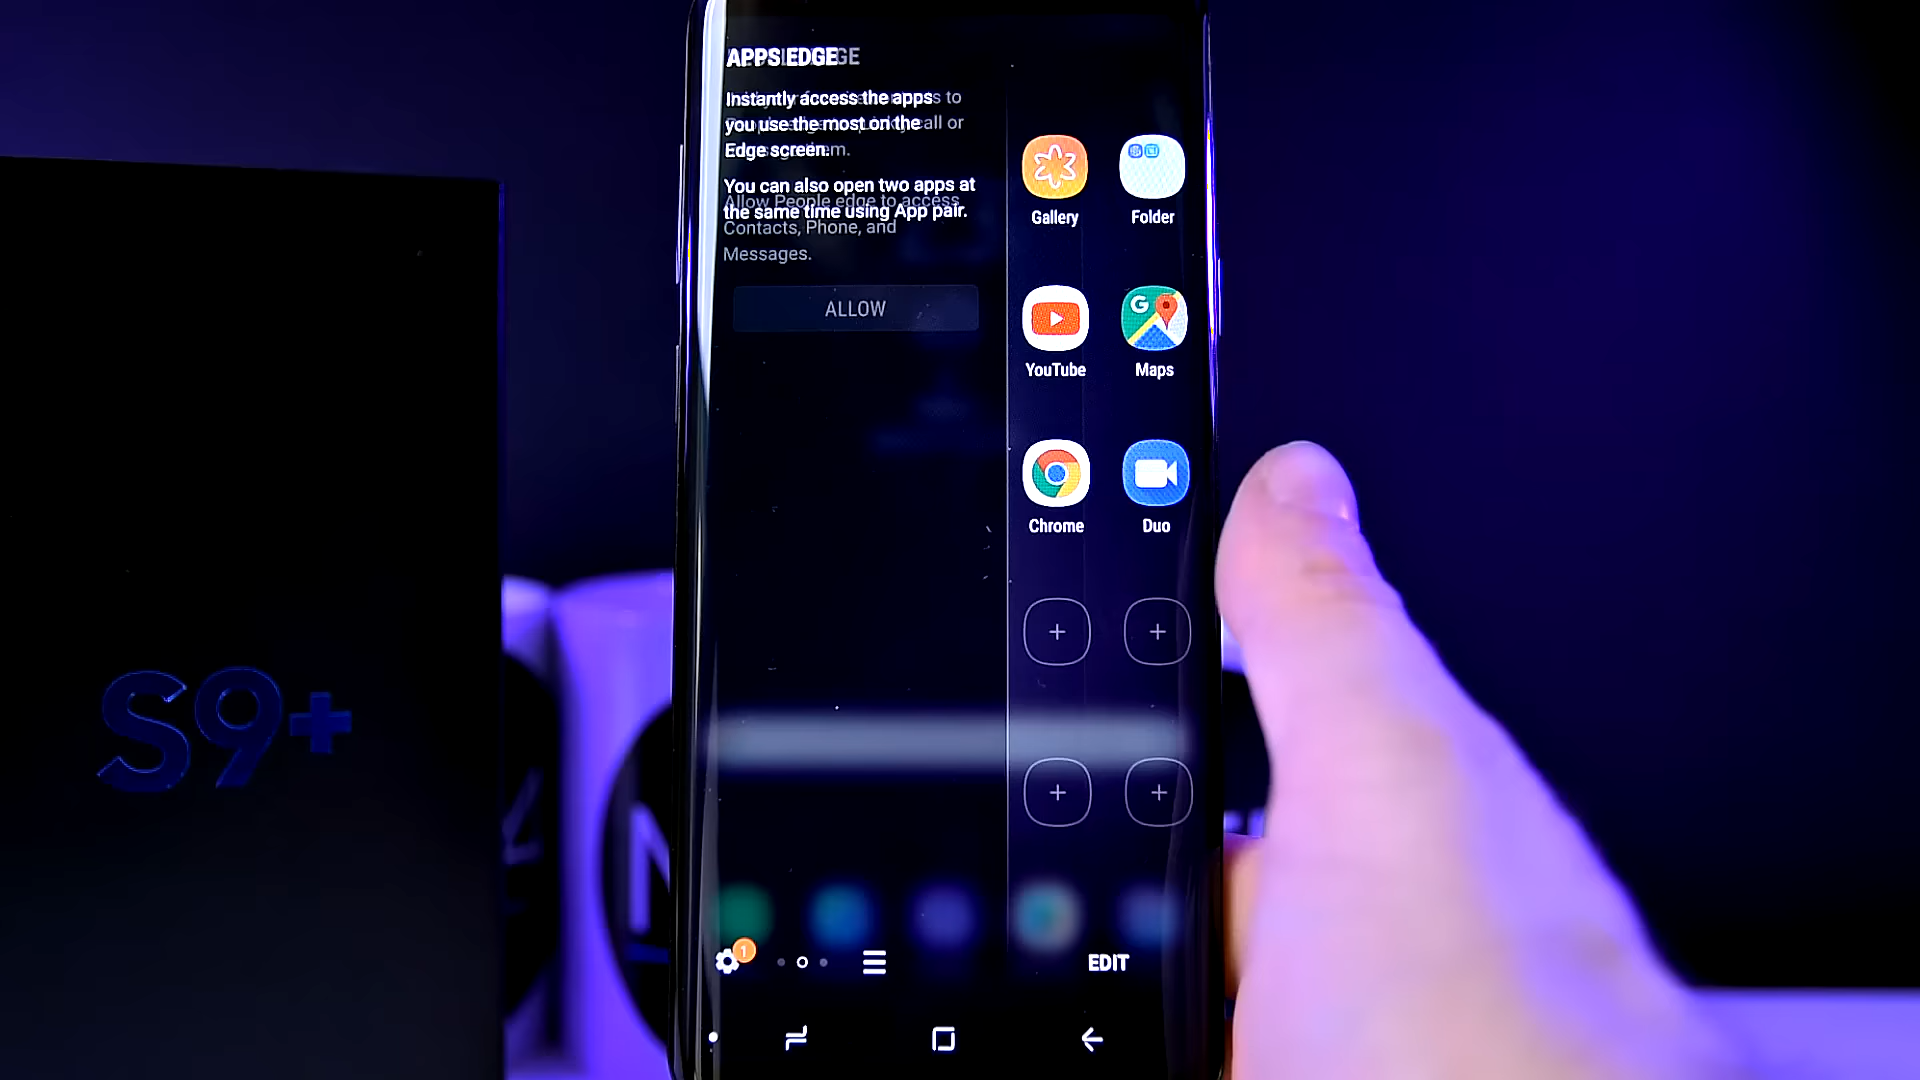 APPS EDGE
Instantly access the apps
you use the most on the
Edge screen.
You can also open two apps at
the same time using App pair.
Allow People edge to access
Contacts, Phone, and
Messages.
ALLOW
Gallery
Folder
YouTube
Maps
Chrome
Duo
1
EDIT
S9+